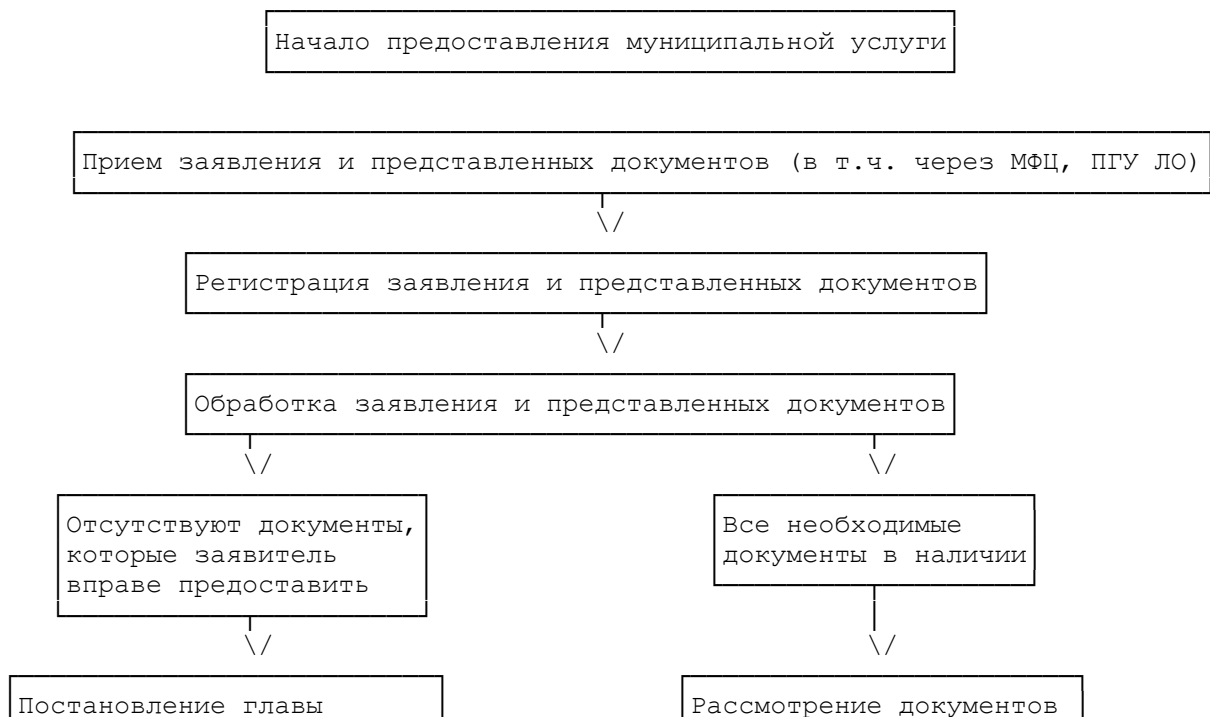 Начало предоставления муниципальной услуги
Прием заявления и представленных документов (в т.ч. через МФЦ, ПГУ ЛО)
Регистрация заявления и представленных документов
Обработка заявления и представленных документов
Отсутствуют документы,
которые заявитель
вправе предоставить
Все необходимые
документы в наличии
Постановление главы
Рассмотрение документов